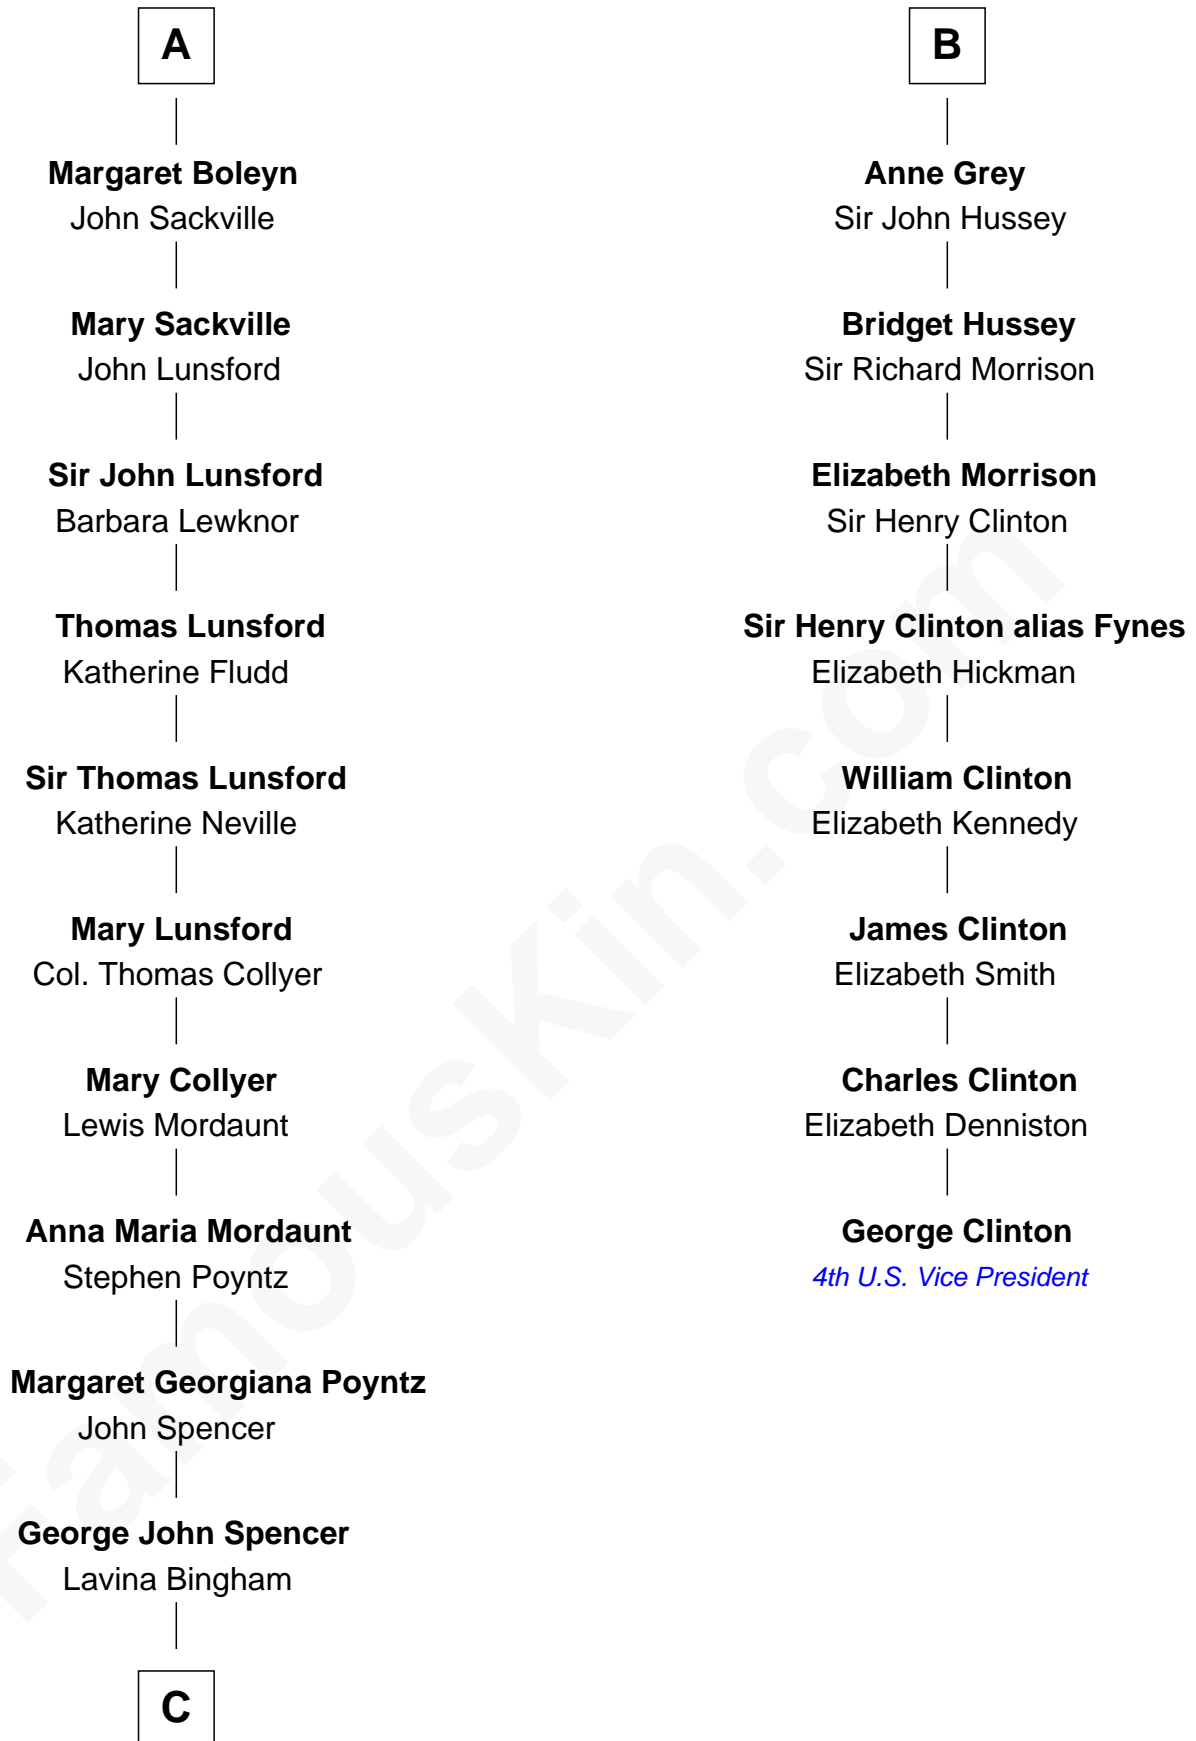 A
Margaret Boleyn
John Sackville
Mary Sackville
John Lunsford
Sir John Lunsford
Barbara Lewknor
Thomas Lunsford
Katherine Fludd
Sir Thomas Lunsford
Katherine Neville
Mary Lunsford
Col. Thomas Collyer
Mary Collyer
Lewis Mordaunt
Anna Maria Mordaunt
Stephen Poyntz
Margaret Georgiana Poyntz
John Spencer
George John Spencer
Lavina Bingham
C
B
Anne Grey
Sir John Hussey
Bridget Hussey
Sir Richard Morrison
Elizabeth Morrison
Sir Henry Clinton
Sir Henry Clinton alias Fynes
Elizabeth Hickman
William Clinton
Elizabeth Kennedy
James Clinton
Elizabeth Smith
Charles Clinton
Elizabeth Denniston
George Clinton
4th U.S. Vice President
FamousKin.com